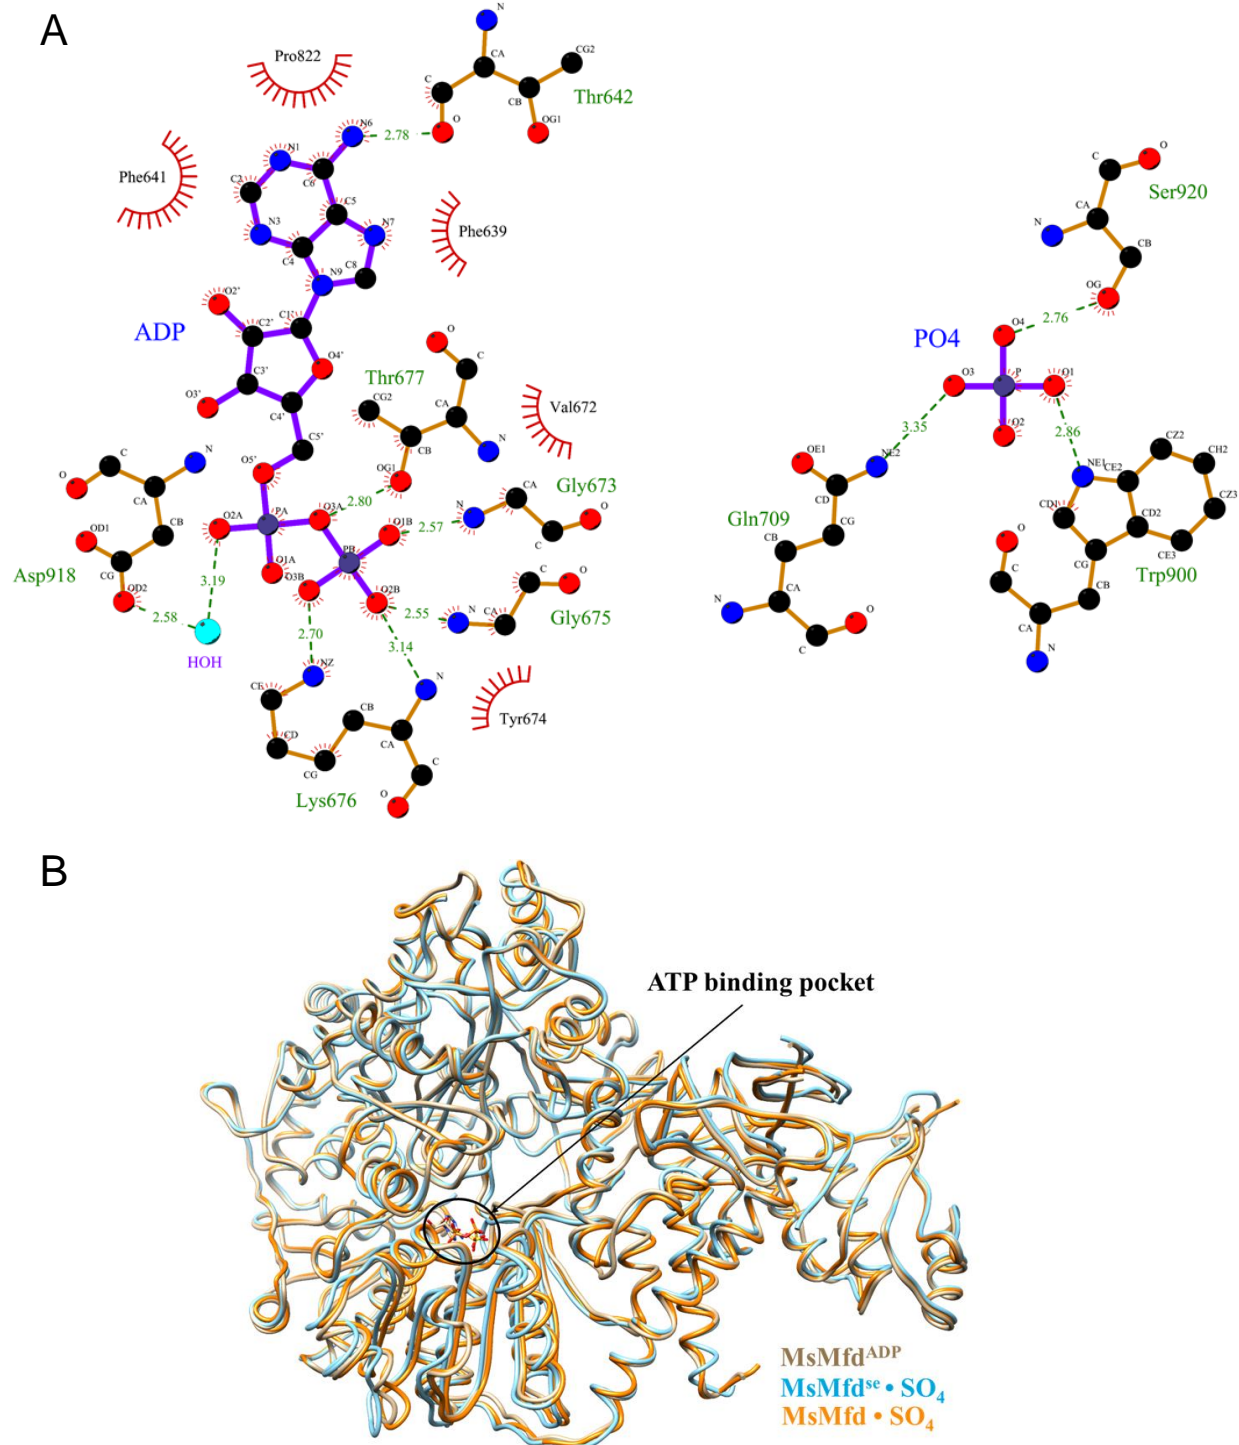 A
N
CA
CG2
C
CB
Thr642
O
OG1
Pro822
N6
2.78
N1
C6
C2
Phe641
C5
N3
N7
C4
C8
N9
Phe639
O2'
C2'
C1'
ADP
O4'
C3'
O3'
C4'
C5'
O5'
O
C
Thr677
CG2
CA
CB
N
OG1
Val672
O
C
N
CA
CB
OD1
CG
OD2
Asp918
O2A
PA
O3A
2.80
O1A
PB
O1B
2.57
O3B
O2B
Gly673
N
CA
C
O
3.19
2.58
HOH
2.55
Gly675
N
CA
C
O
2.70
3.14
NZ
N
CE
CD
CG
CB
CA
C
O
Lys676
Tyr674
O
C
Ser920
CA
N
CB
OG
O4
2.76
PO4
O3
P
O1
O2
3.35
2.86
OE1
NE2
CD
Gln709
CG
CB
CA
N
C
O
NE1
CE2
CZ2
CH2
CD1
CD2
CZ3
CE3
CG
Trp900
O
C
CB
CA
N
B
ATP binding pocket
MsMfdᴬᴰᴾ
MsMfdˢᵉ • SO₄
MsMfd • SO₄